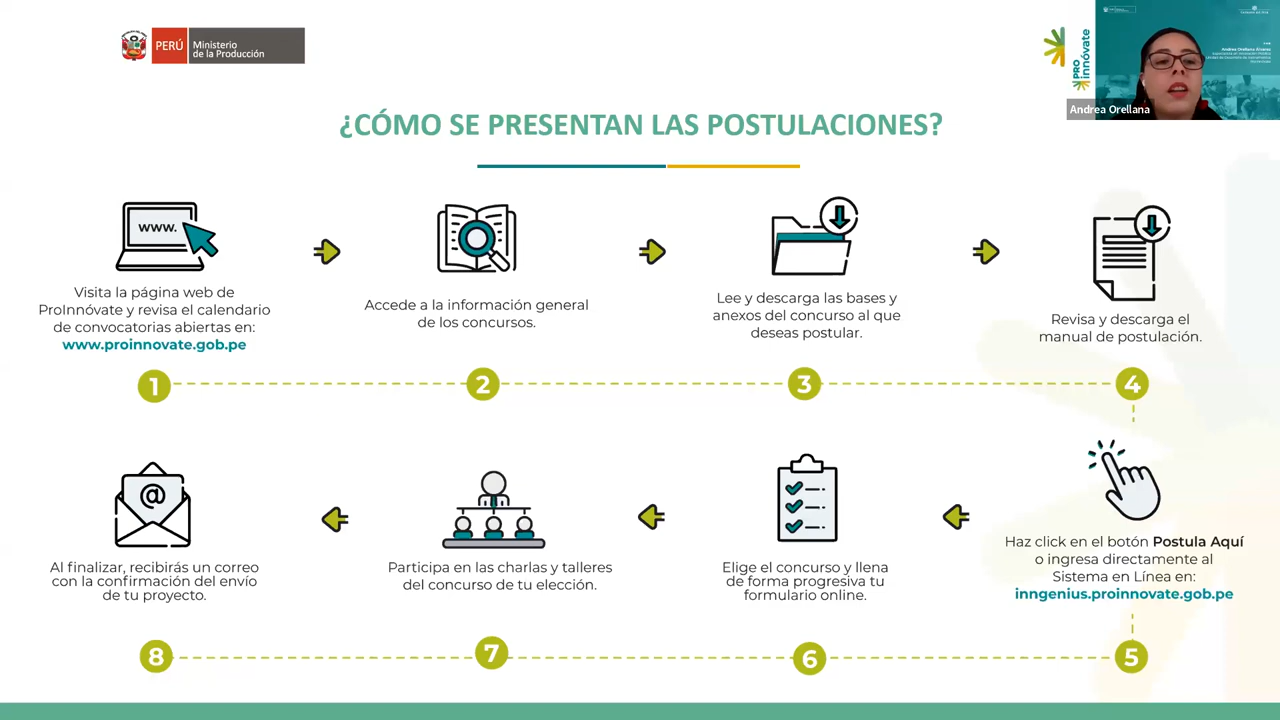 PERÚ
Ministerio
de la Producción
PRO
innóvate
Andrea Orellana Álvarez
Andrea Orellana
¿CÓMO SE PRESENTAN LAS POSTULACIONES?
www.
Visita la página web de
ProInnóvate y revisa el calendario
de convocatorias abiertas en:
www.proinnovate.gob.pe
Accede a la información general
de los concursos.
Lee y descarga las bases y
anexos del concurso al que
deseas postular.
Revisa y descarga el
manual de postulación.
1
2
3
4
@
Al finalizar, recibirás un correo
con la confirmación del envío
de tu proyecto.
Participa en las charlas y talleres
del concurso de tu elección.
Elige el concurso y llena
de forma progresiva tu
formulario online.
Haz click en el botón Postula Aquí
o ingresa directamente al
Sistema en Línea en:
inngenius.proinnovate.gob.pe
8
7
6
5